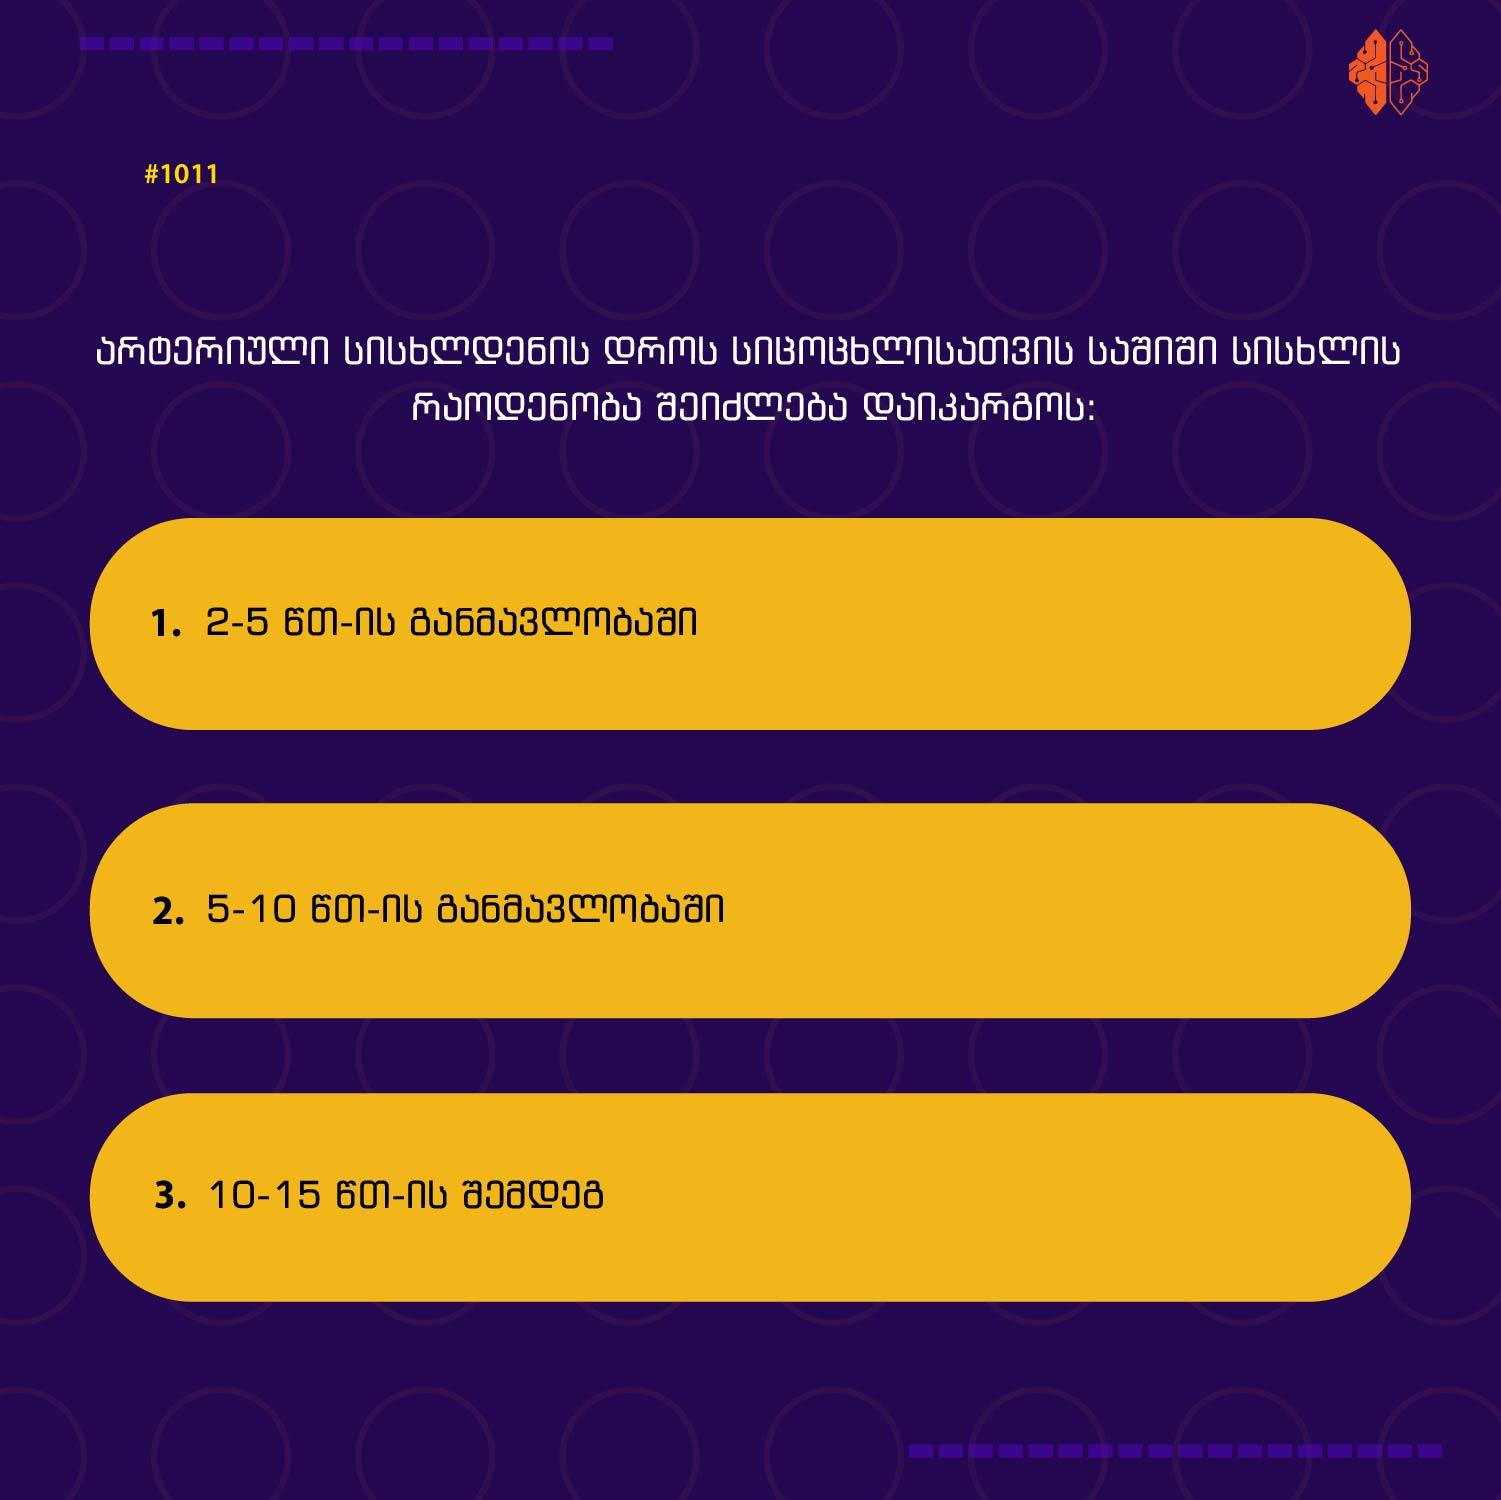 #1011
არტერიული სისხლდენის დროს სიცოცხლისათვის საშიში სისხლის
რაოდენობა შეიძლება დაიკარგოს:
1. 2-5 წთ-ის განმავლობაში
2. 5-10 წთ-ის განმავლობაში
3. 10-15 წთ-ის შემდეგ